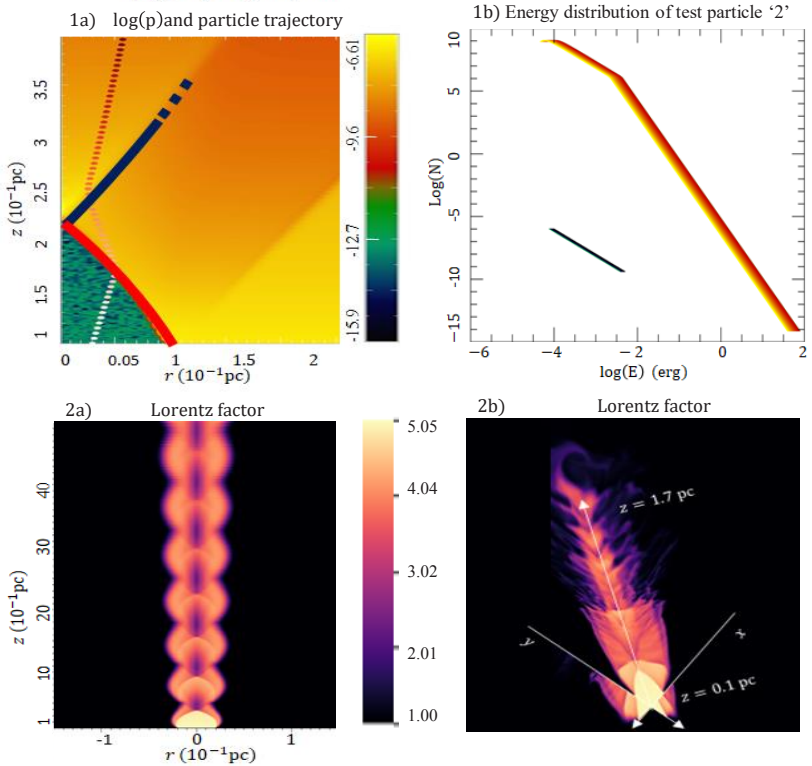 1a) log(p)and particle trajectory
z (10⁻¹pc)
3.5
3
2.5
2
1.5
1
0 0.05 1 2
r (10⁻¹pc)
-6.61
-9.6
-12.7
-15.9
1b) Energy distribution of test particle ‘2’
Log(N)
10
5
0
−5
−10
−15
−6 −4 −2 0 2
log(E) (erg)
2a) Lorentz factor
z (10⁻¹pc)
40
30
20
10
1
-1 0 1
r (10⁻¹pc)
5.05
4.04
3.02
2.01
1.00
2b) Lorentz factor
z = 1.7 pc
y
x
z = 0.1 pc